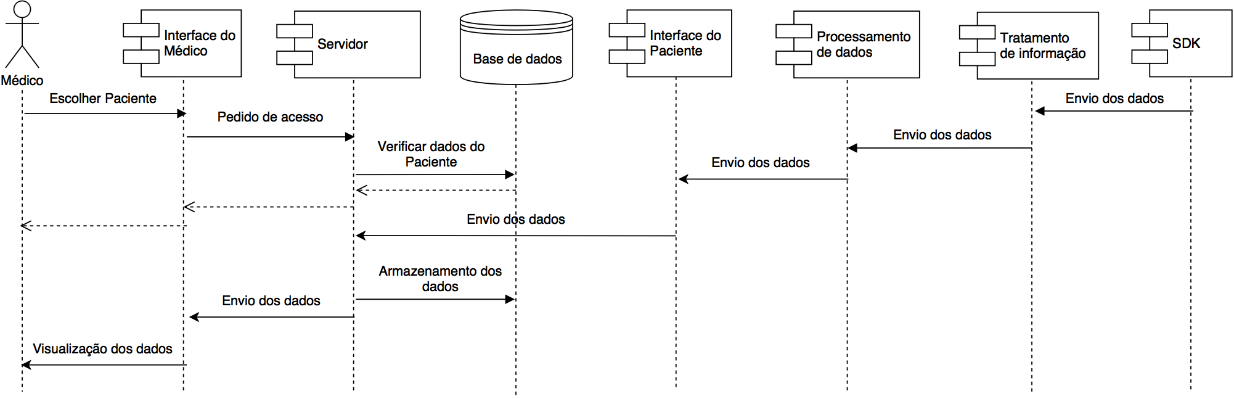 Médico
Interface do
Médico
Servidor
Base de dados
Interface do
Paciente
Processamento
de dados
Tratamento
de informação
SDK
Escolher Paciente
Pedido de acesso
Verificar dados do
Paciente
Envio dos dados
Envio dos dados
Envio dos dados
Envio dos dados
Armazenamento dos
dados
Envio dos dados
Visualização dos dados